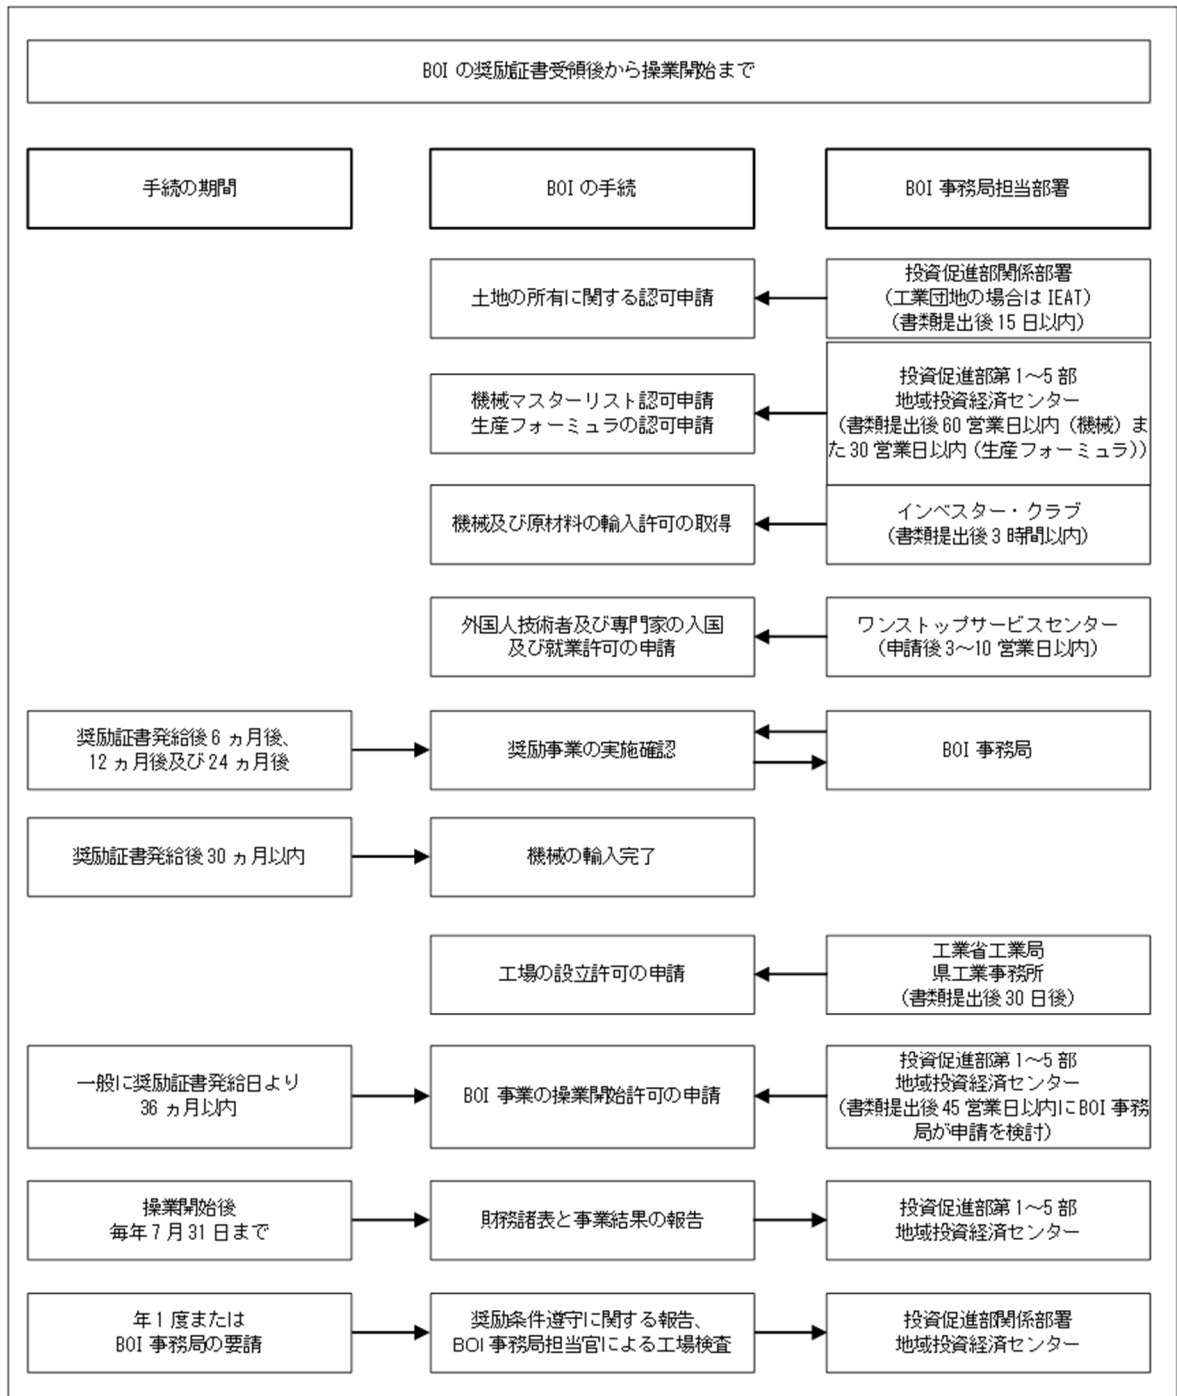 BOI の奨励証書受領後から操業開始まで
手続の期間
BOI の手続
BOI 事務局担当部署
土地の所有に関する認可申請
投資促進部関係部署
(工業団地の場合は IEAT)
(書類提出後 15 日以内)
機械マスターリスト認可申請
生産フォーミュラの認可申請
投資促進部第 1～5 部
地域投資経済センター
(書類提出後 60 営業日以内 (機械) ま
た 30 営業日以内 (生産フォーミュラ))
機械及び原材料の輸入許可の取得
インベスター・クラブ
(書類提出後 3 時間以内)
外国人技術者及び専門家の入国
及び就業許可の申請
ワンストップサービスセンター
(申請後 3～10 営業日以内)
奨励証書発給後 6 ヵ月後、
12 ヵ月後及び 24 ヵ月後
奨励事業の実施確認
BOI 事務局
奨励証書発給後 30 ヵ月以内
機械の輸入完了
工場の設立許可の申請
工業省工業局
県工業事務所
(書類提出後 30 日後)
一般に奨励証書発給日より
36 ヵ月以内
BOI 事業の操業開始許可の申請
投資促進部第 1～5 部
地域投資経済センター
(書類提出後 45 営業日以内に BOI 事務
局が申請を検討)
操業開始後
毎年 7 月 31 日まで
財務諸表と事業結果の報告
投資促進部第 1～5 部
地域投資経済センター
年 1 度または
BOI 事務局の要請
奨励条件遵守に関する報告、
BOI 事務局担当官による工場検査
投資促進部関係部署
地域投資経済センター